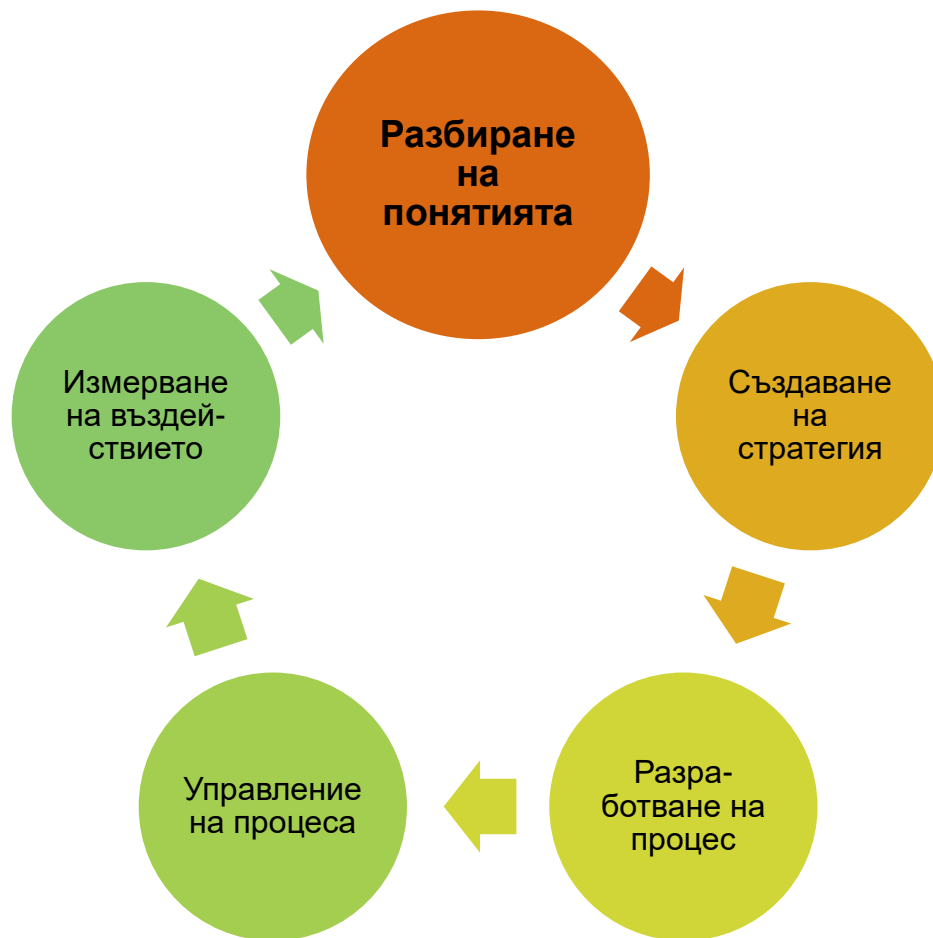 Разбиране
на
понятията
Създаване
на
стратегия
Разра-
ботване на
процес
Управление
на процеса
Измерване
на въздей-
ствието